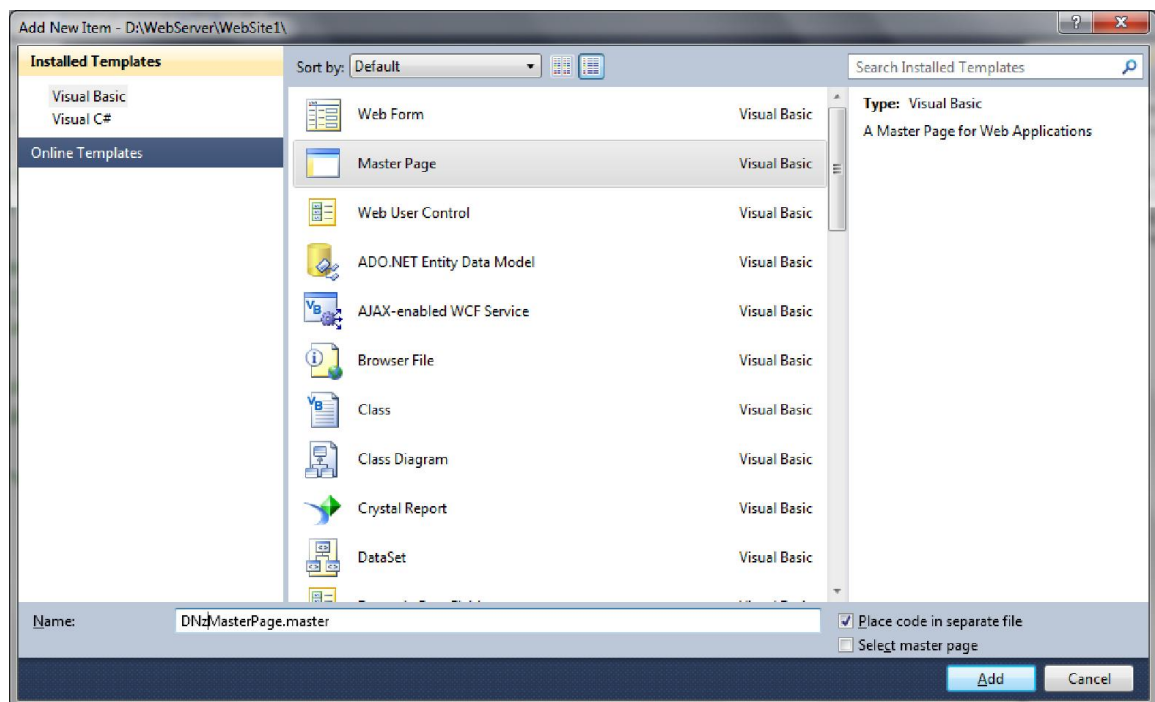 Add New Item - D:\WebServer\WebSite1\
Installed Templates
Visual Basic
Visual C#
Online Templates
Sort by: Default
Web Form Visual Basic
Master Page Visual Basic
Web User Control Visual Basic
ADO.NET Entity Data Model Visual Basic
AJAX-enabled WCF Service Visual Basic
Browser File Visual Basic
Class Visual Basic
Class Diagram Visual Basic
Crystal Report Visual Basic
DataSet Visual Basic
Search Installed Templates
Type: Visual Basic
A Master Page for Web Applications
Name: DNzMasterPage.master
Place code in separate file
Select master page
Add Cancel